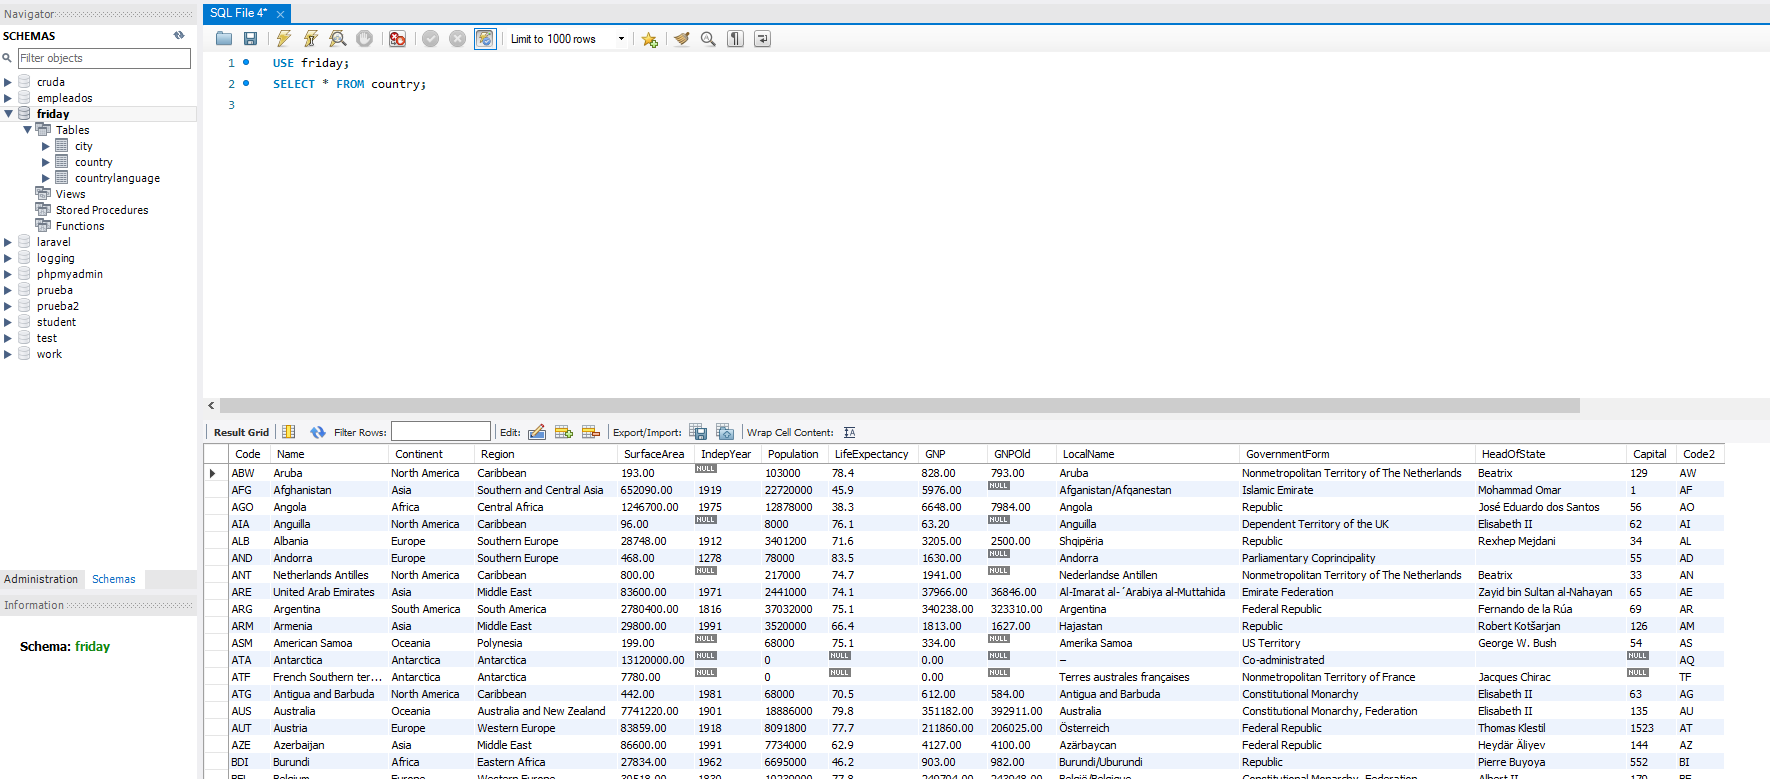 Navigator
SCHEMAS
Filter objects
cruda
empleados
friday
Tables
city
country
countrylanguage
Views
Stored Procedures
Functions
laravel
logging
phpmyadmin
prueba
prueba2
student
test
work
Administration Schemas
Information
Schema: friday
SQL File 4*
Limit to 1000 rows
1 USE friday;
2 SELECT * FROM country;
3
Result Grid Filter Rows: Edit: Export/Import: Wrap Cell Content:
Code Name Continent Region SurfaceArea IndepYear Population LifeExpectancy GNP GNPOld LocalName GovernmentForm HeadOfState Capital Code2
ABW Aruba North America Caribbean 193.00 NULL 103000 78.4 828.00 793.00 Aruba Nonmetropolitan Territory of The Netherlands Beatrix 129 AW
AFG Afghanistan Asia Southern and Central Asia 652090.00 1919 22720000 45.9 5976.00 NULL Afganistan/Afqanestan Islamic Emirate Mohammad Omar 1 AF
AGO Angola Africa Central Africa 1246700.00 1975 12878000 38.3 6648.00 7984.00 Angola Republic José Eduardo dos Santos 56 AO
AIA Anguilla North America Caribbean 96.00 NULL 8000 76.1 63.20 NULL Anguilla Dependent Territory of the UK Elisabeth II 62 AI
ALB Albania Europe Southern Europe 28748.00 1912 3401200 71.6 3205.00 2500.00 Shqipëria Republic Rexhep Mejdani 34 AL
AND Andorra Europe Southern Europe 468.00 1278 78000 83.5 1630.00 NULL Andorra Parliamentary Coprincipality 55 AD
ANT Netherlands Antilles North America Caribbean 800.00 NULL 217000 74.7 1941.00 NULL Nederlandse Antillen Nonmetropolitan Territory of The Netherlands Beatrix 33 AN
ARE United Arab Emirates Asia Middle East 83600.00 1971 2441000 74.1 37966.00 36846.00 Al-Imarat al-´Arabiya al-Muttahida Emirate Federation Zayid bin Sultan al-Nahayan 65 AE
ARG Argentina South America South America 2780400.00 1816 37032000 75.1 340238.00 323310.00 Argentina Federal Republic Fernando de la Rúa 69 AR
ARM Armenia Asia Middle East 29800.00 1991 3520000 66.4 1813.00 1627.00 Hajastan Republic Robert Kotšarjan 126 AM
ASM American Samoa Oceania Polynesia 199.00 NULL 68000 75.1 334.00 NULL Amerika Samoa US Territory George W. Bush 54 AS
ATA Antarctica Antarctica Antarctica 13120000.00 NULL 0 NULL 0.00 NULL – Co-administrated NULL AQ
ATF French Southern ter... Antarctica Antarctica 7780.00 NULL 0 NULL 0.00 NULL Terres australes françaises Nonmetropolitan Territory of France Jacques Chirac NULL TF
ATG Antigua and Barbuda North America Caribbean 442.00 1981 68000 70.5 612.00 584.00 Antigua and Barbuda Constitutional Monarchy Elisabeth II 63 AG
AUS Australia Oceania Australia and New Zealand 7741220.00 1901 18886000 79.8 351182.00 392911.00 Australia Constitutional Monarchy, Federation Elisabeth II 135 AU
AUT Austria Europe Western Europe 83859.00 1918 8091800 77.7 211860.00 206025.00 Österreich Federal Republic Thomas Klestil 1523 AT
AZE Azerbaijan Asia Middle East 86600.00 1991 7734000 62.9 4127.00 4100.00 Azärbaycan Federal Republic Heydär Äliyev 144 AZ
BDI Burundi Africa Eastern Africa 27834.00 1962 6695000 46.2 903.00 982.00 Burundi/Uburundi Republic Pierre Buyoya 552 BI